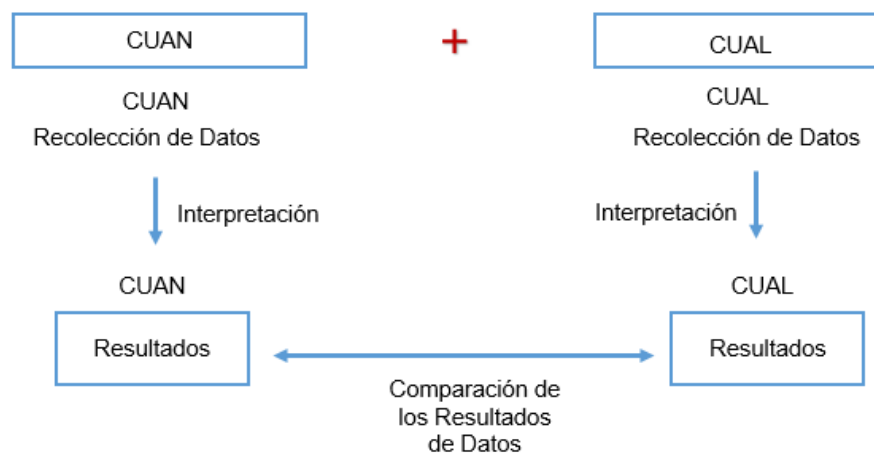 CUAN
+
CUAL
CUAN
Recolección de Datos
CUAL
Recolección de Datos
Interpretación
Interpretación
CUAN
Resultados
CUAL
Resultados
Comparación de
los Resultados
de Datos